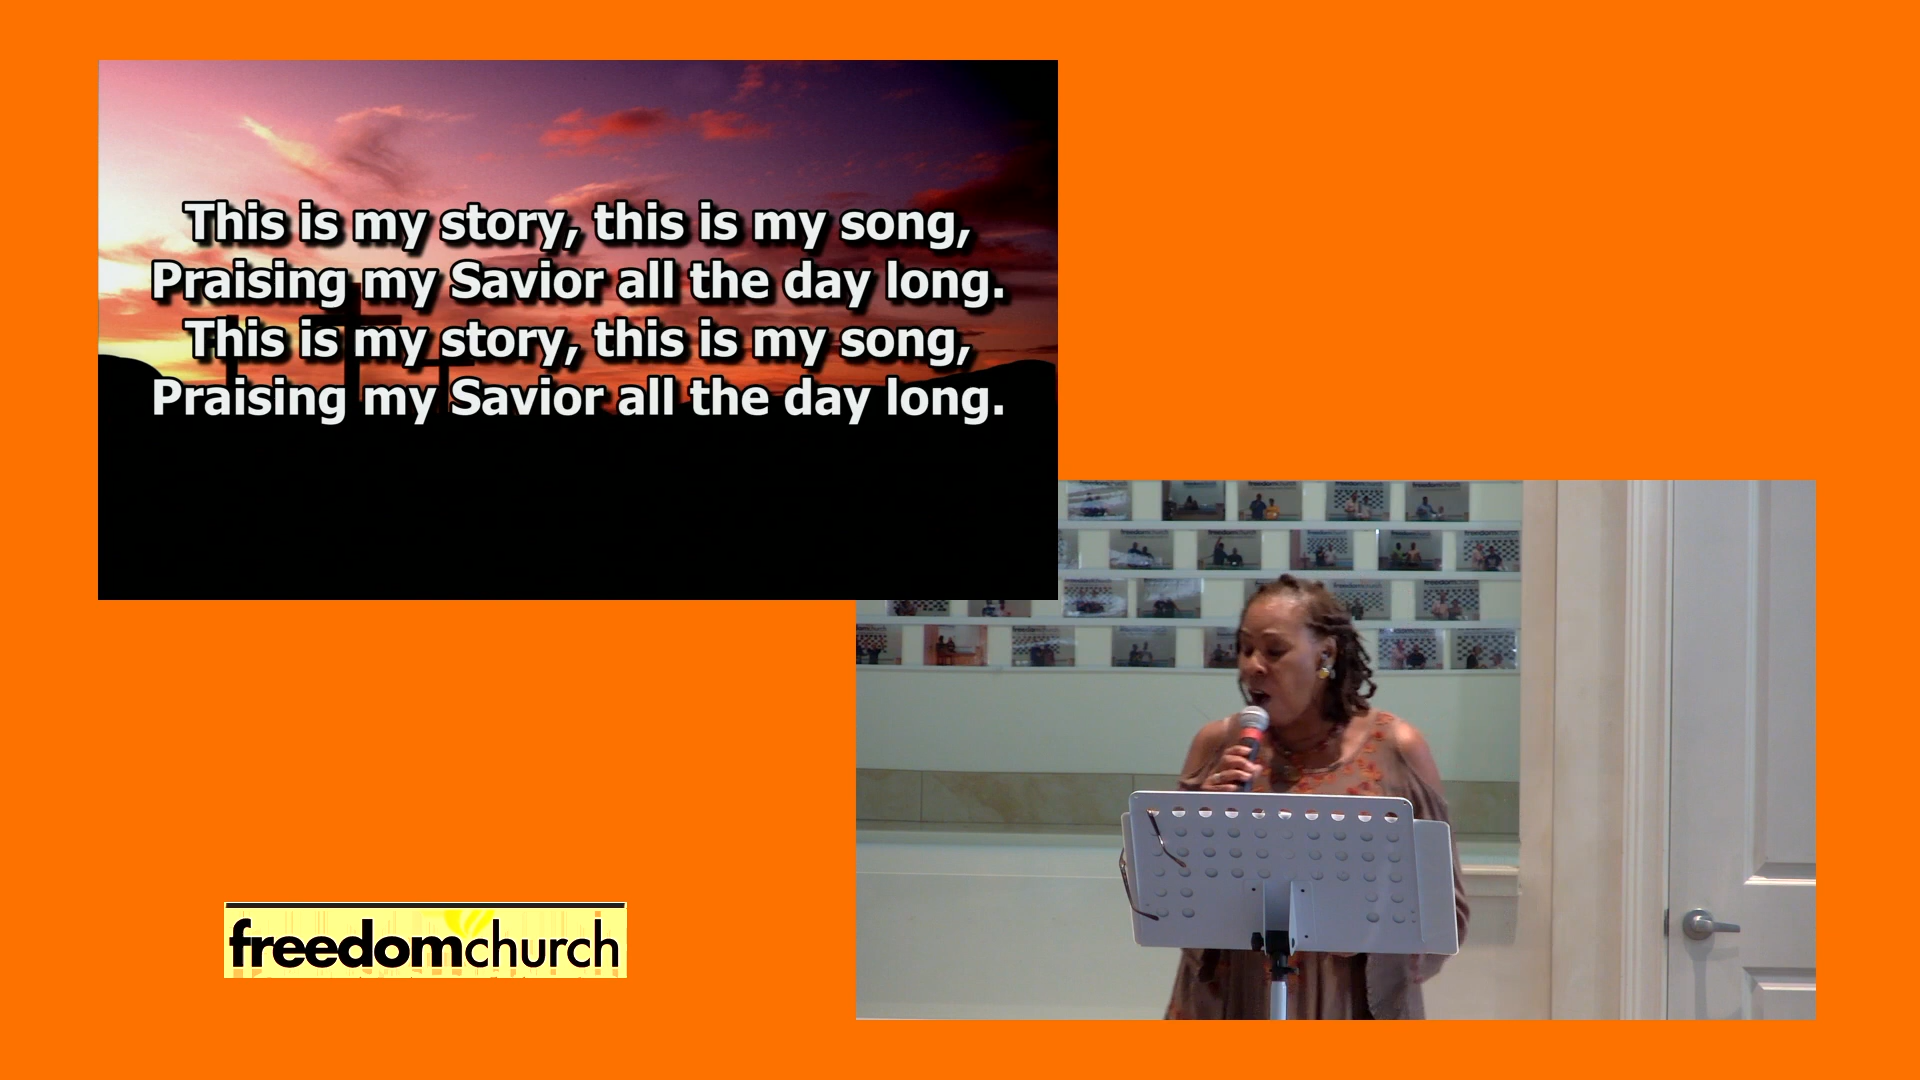 This is my story, this is my song,
Praising my Savior all the day long.
This is my story, this is my song,
Praising my Savior all the day long.
freedomchurch